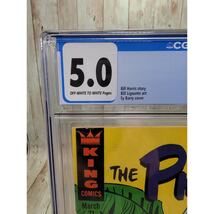 CG
5.0
OFF-WHITE TO WHITE Pages
Bill Harris story
Bill Lignante art
Sy Barry cover
KING
COMICS
March
THE